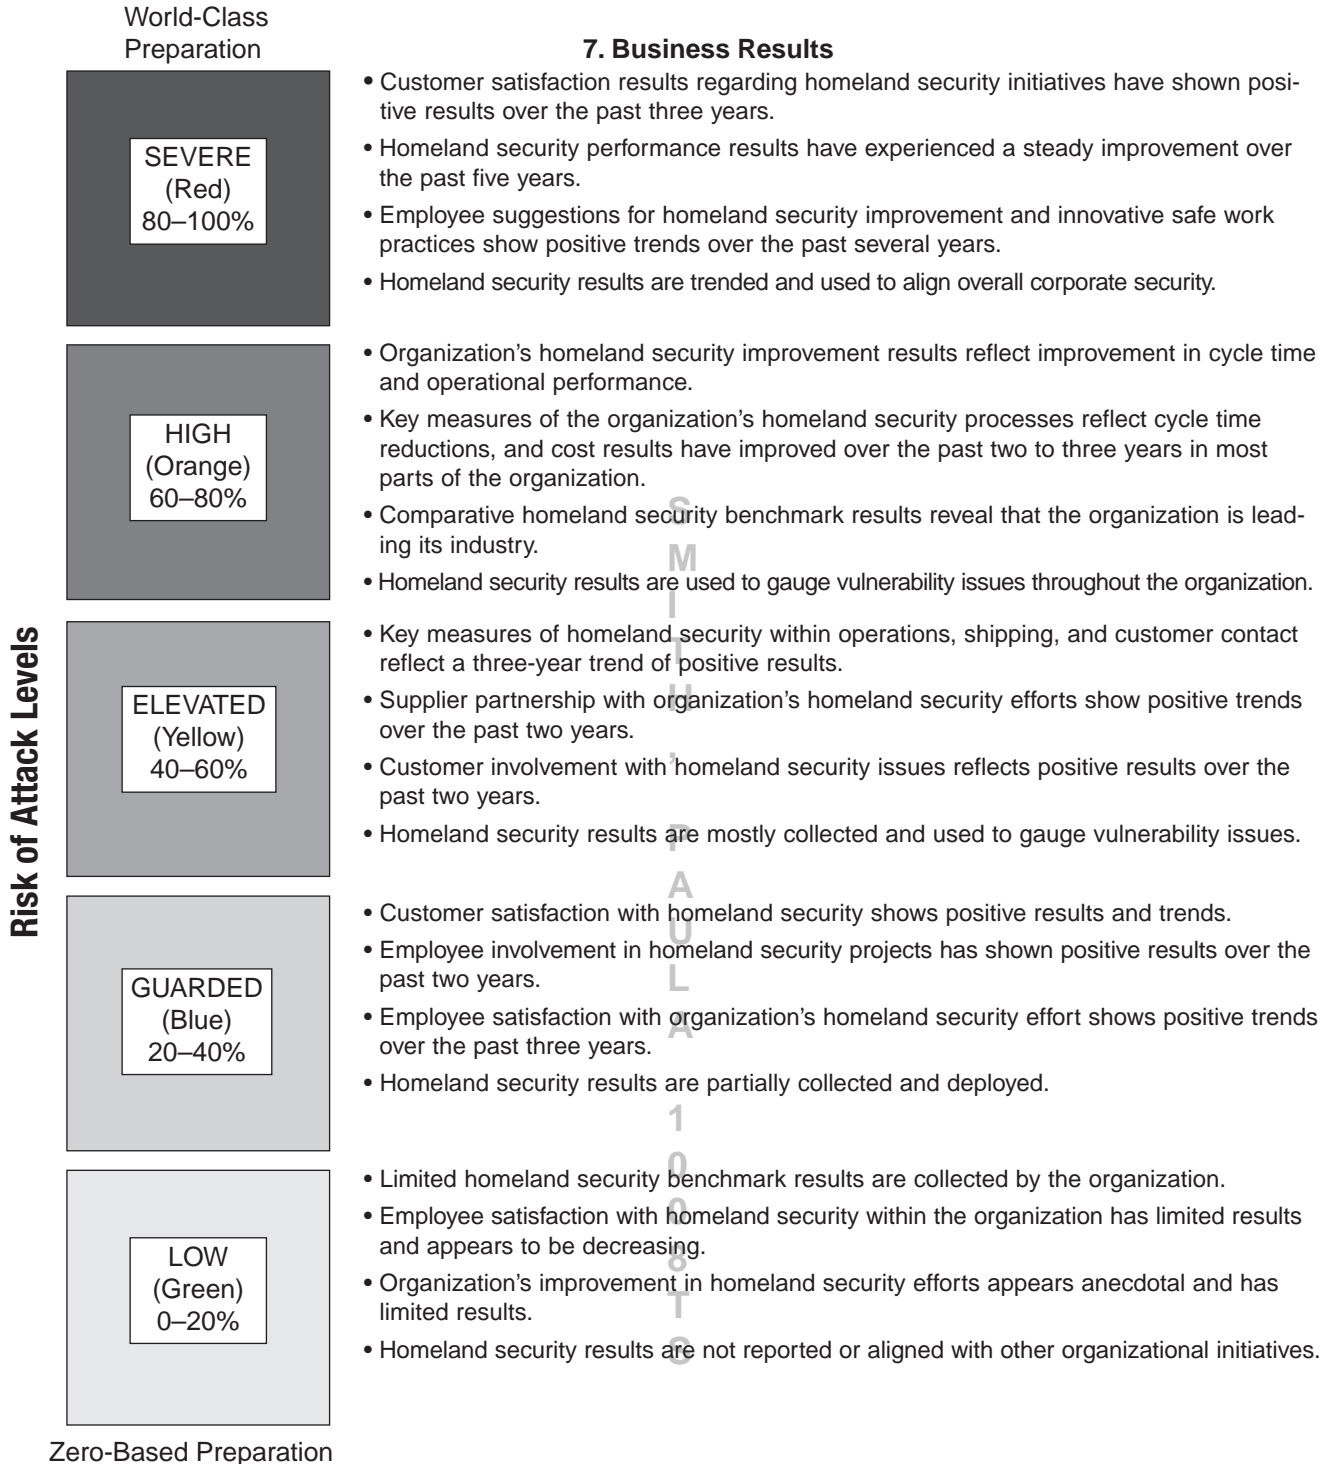 World-Class
Preparation
7. Business Results
SEVERE
(Red)
80–100%
• Customer satisfaction results regarding homeland security initiatives have shown posi-
tive results over the past three years.
• Homeland security performance results have experienced a steady improvement over
the past five years.
• Employee suggestions for homeland security improvement and innovative safe work
practices show positive trends over the past several years.
• Homeland security results are trended and used to align overall corporate security.
HIGH
(Orange)
60–80%
• Organization’s homeland security improvement results reflect improvement in cycle time
and operational performance.
• Key measures of the organization’s homeland security processes reflect cycle time
reductions, and cost results have improved over the past two to three years in most
parts of the organization.
• Comparative homeland security benchmark results reveal that the organization is lead-
ing its industry.
• Homeland security results are used to gauge vulnerability issues throughout the organization.
Risk of Attack Levels
ELEVATED
(Yellow)
40–60%
• Key measures of homeland security within operations, shipping, and customer contact
reflect a three-year trend of positive results.
• Supplier partnership with organization’s homeland security efforts show positive trends
over the past two years.
• Customer involvement with homeland security issues reflects positive results over the
past two years.
• Homeland security results are mostly collected and used to gauge vulnerability issues.
GUARDED
(Blue)
20–40%
• Customer satisfaction with homeland security shows positive results and trends.
• Employee involvement in homeland security projects has shown positive results over the
past two years.
• Employee satisfaction with organization’s homeland security effort shows positive trends
over the past three years.
• Homeland security results are partially collected and deployed.
LOW
(Green)
0–20%
• Limited homeland security benchmark results are collected by the organization.
• Employee satisfaction with homeland security within the organization has limited results
and appears to be decreasing.
• Organization’s improvement in homeland security efforts appears anecdotal and has
limited results.
• Homeland security results are not reported or aligned with other organizational initiatives.
Zero-Based Preparation
SMITH, PAULA 1008TS